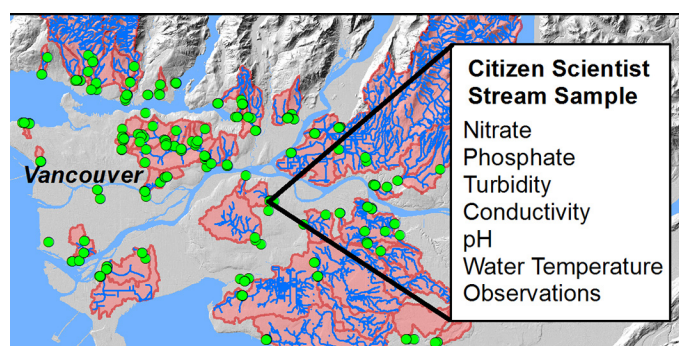 Vancouver
Citizen Scientist
Stream Sample
Nitrate
Phosphate
Turbidity
Conductivity
pH
Water Temperature
Observations